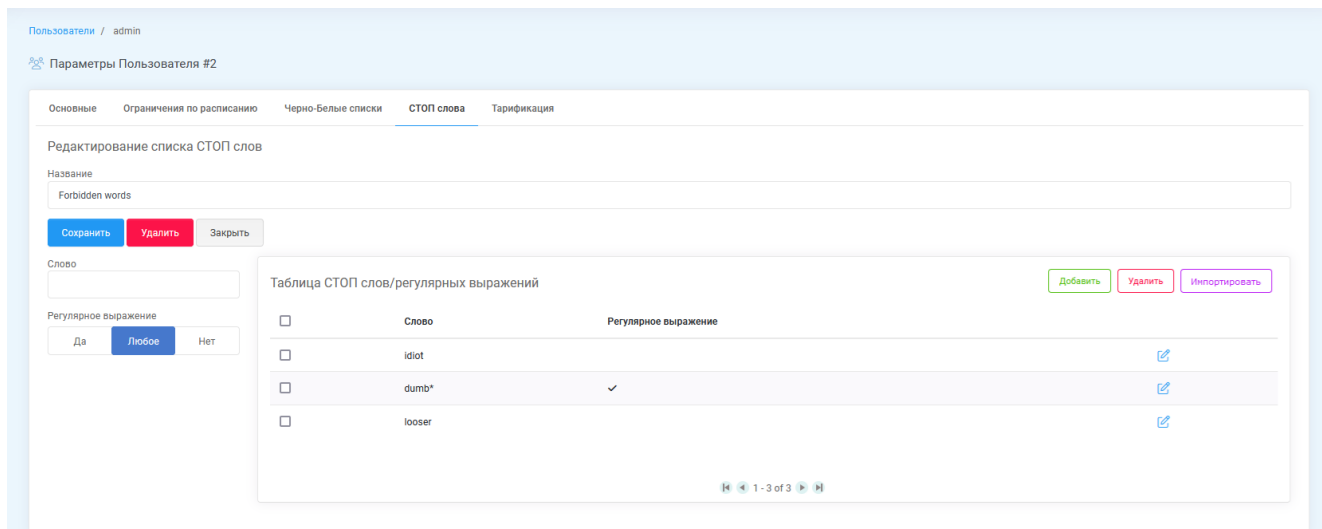 Пользователи / admin
Параметры Пользователя #2
Основные Ограничения по расписанию Черно-Белые списки СТОП слова Тарификация
Редактирование списка СТОП слов
Название
Forbidden words
Сохранить Удалить Закрыть
Слово
Регулярное выражение
Да Любое Нет
Таблица СТОП слов/регулярных выражений Добавить Удалить Инпортировать
Слово Регулярное выражение
idiot
dumb*
looser
1 - 3 of 3